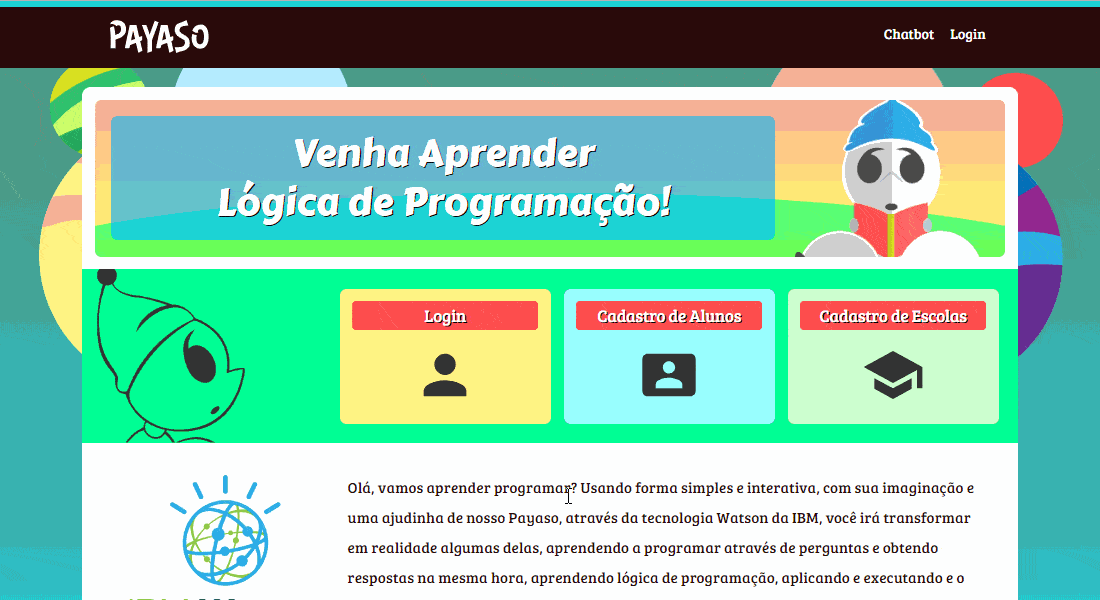 PAYASO
Chatbot Login
Venha Aprender
Lógica de Programação!
Login
Cadastro de Alunos
Cadastro de Escolas
Olá, vamos aprender programar? Usando forma simples e interativa, com sua imaginação e
uma ajudinha de nosso Payaso, através da tecnologia Watson da IBM, você irá transformar
em realidade algumas delas, aprendendo a programar através de perguntas e obtendo
respostas na mesma hora, aprendendo lógica de programação, aplicando e executando e o